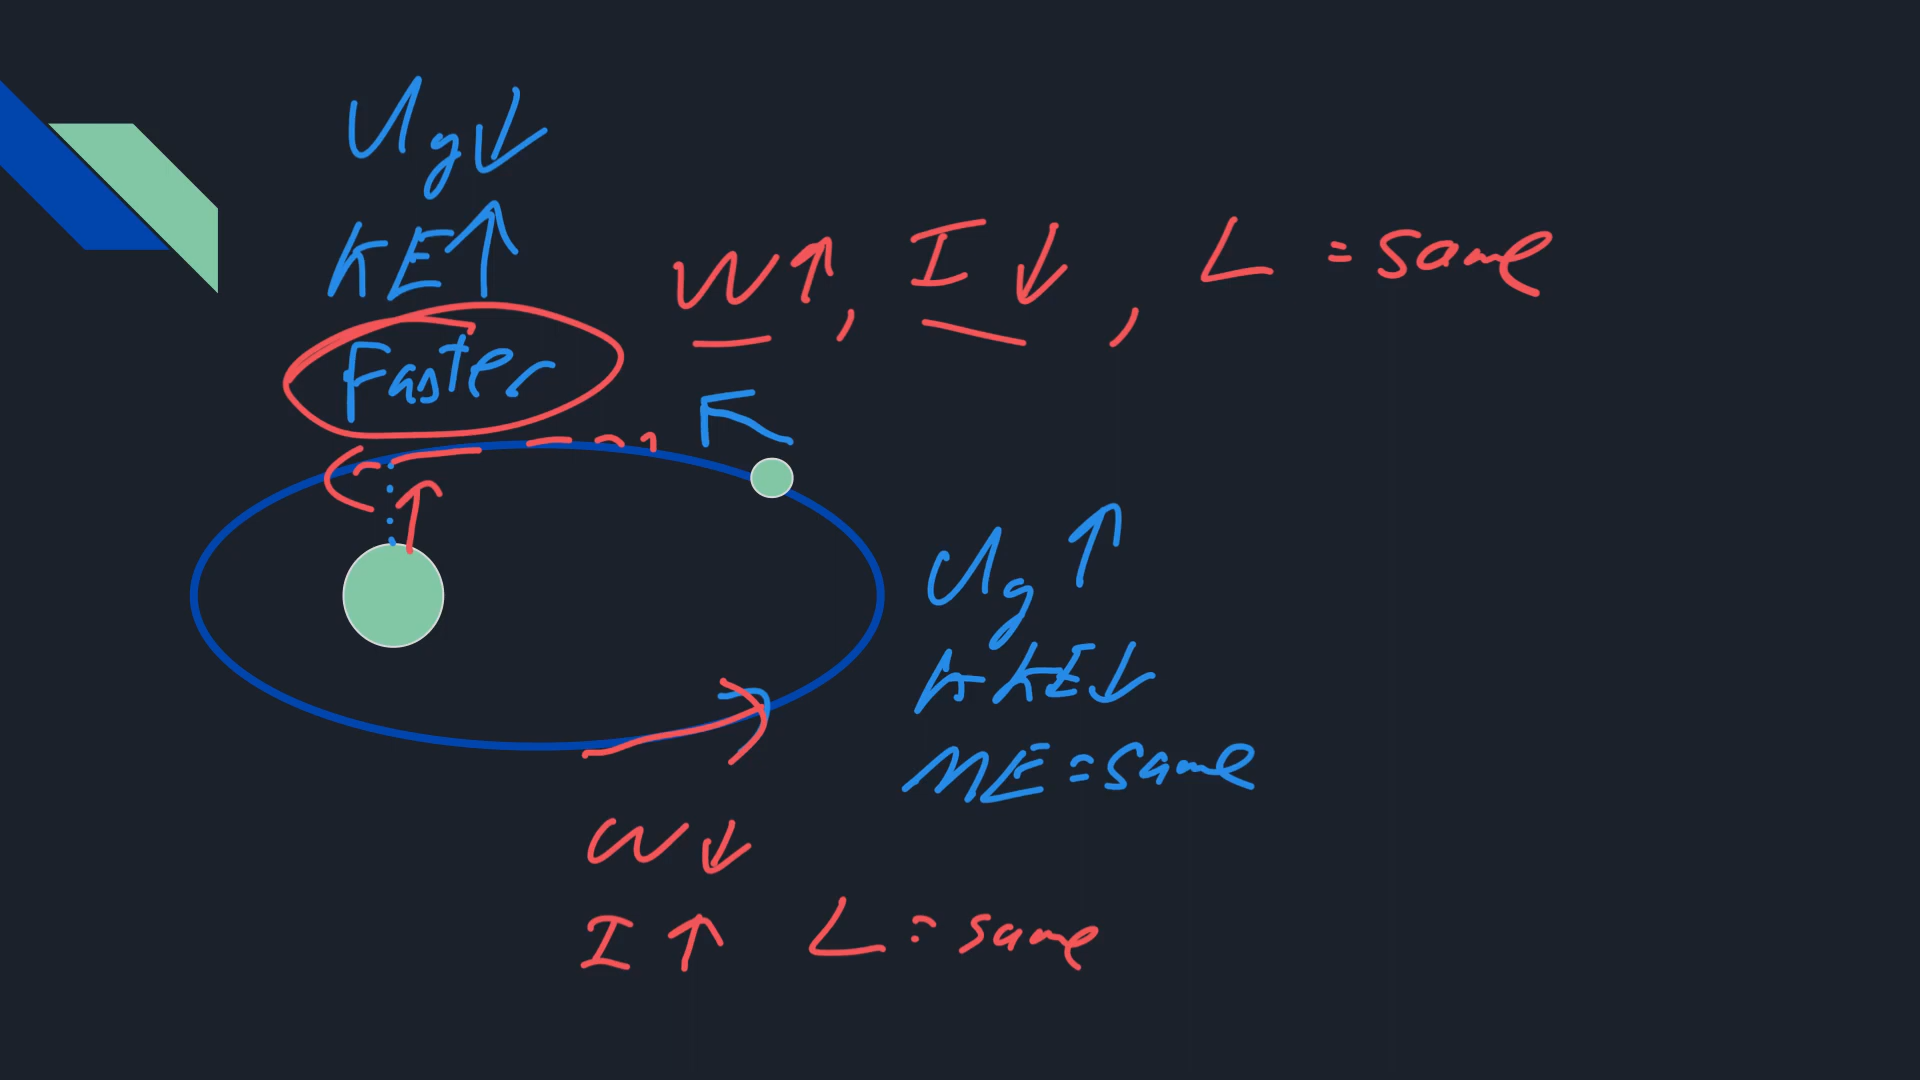 Ug↓
KE↑
W↑, I↓, L = same
Faster
Ug↑
KE↓
ME = same
W↓
I↑ L = same